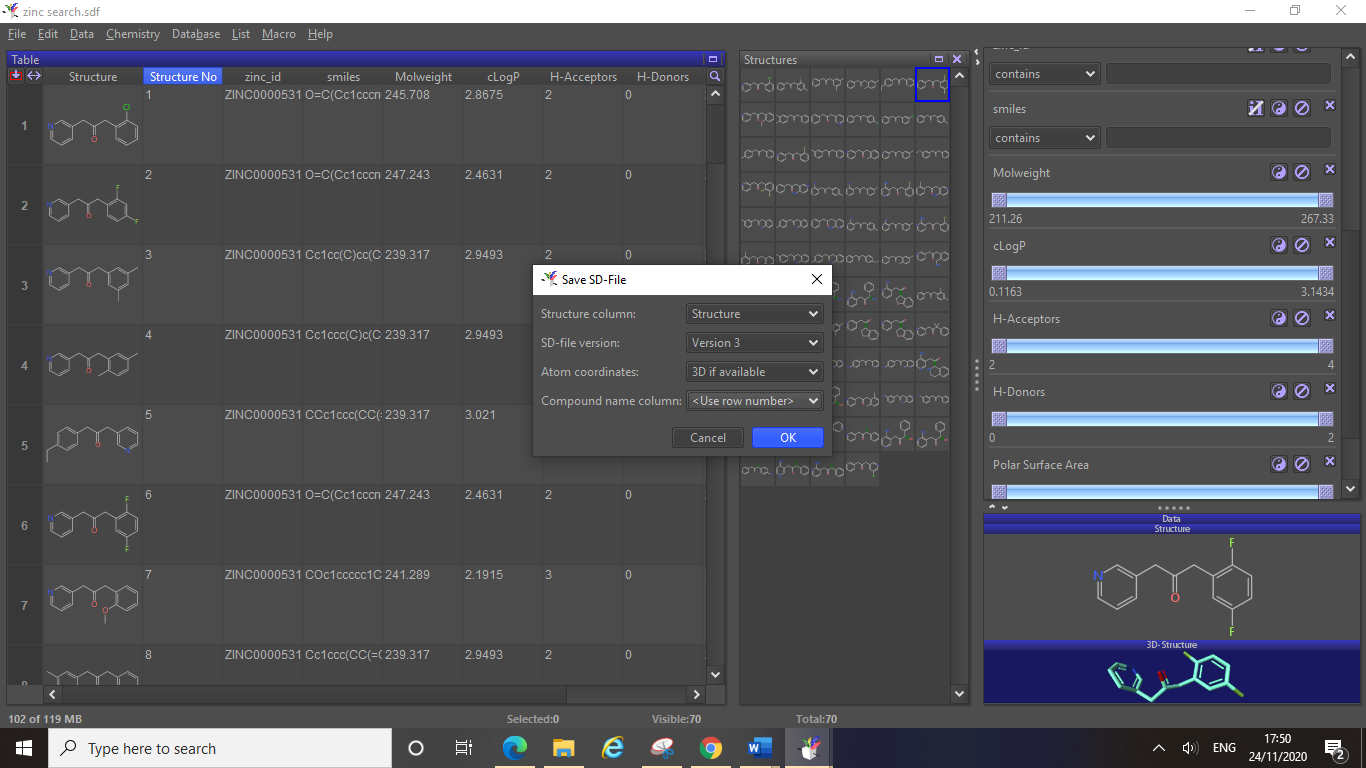 zinc search.sdf
File Edit Data Chemistry Database List Macro Help
Table
Structure Structure No zinc_id smiles Molweight cLogP H-Acceptors H-Donors
1 1 ZINC0000531 O=C(Cc1cccn 245.708 2.8675 2 0
2 2 ZINC0000531 O=C(Cc1cccn 247.243 2.4631 2 0
3 3 ZINC0000531 Cc1cc(C)cc(C 239.317 2.9493 2 0
4 4 ZINC0000531 Cc1ccc(C)c(C 239.317 2.9493
5 5 ZINC0000531 CCc1ccc(CC(= 239.317 3.021
6 6 ZINC0000531 O=C(Cc1cccn 247.243 2.4631 2 0
7 7 ZINC0000531 COc1ccccc1C 241.289 2.1915 3 0
8 ZINC0000531 Cc1ccc(CC(=O 239.317 2.9493 2 0
Structures
Save SD-File
Structure column: Structure
SD-file version: Version 3
Atom coordinates: 3D if available
Compound name column: <Use row number>
Cancel OK
contains
smiles
contains
Molweight
211.26 267.33
cLogP
0.1163 3.1434
H-Acceptors
2 4
H-Donors
0 2
Polar Surface Area
Data
Structure
N O F F
3D-Structure
102 of 119 MB Selected:0 Visible:70 Total:70
Type here to search
ENG
17:50
24/11/2020
2